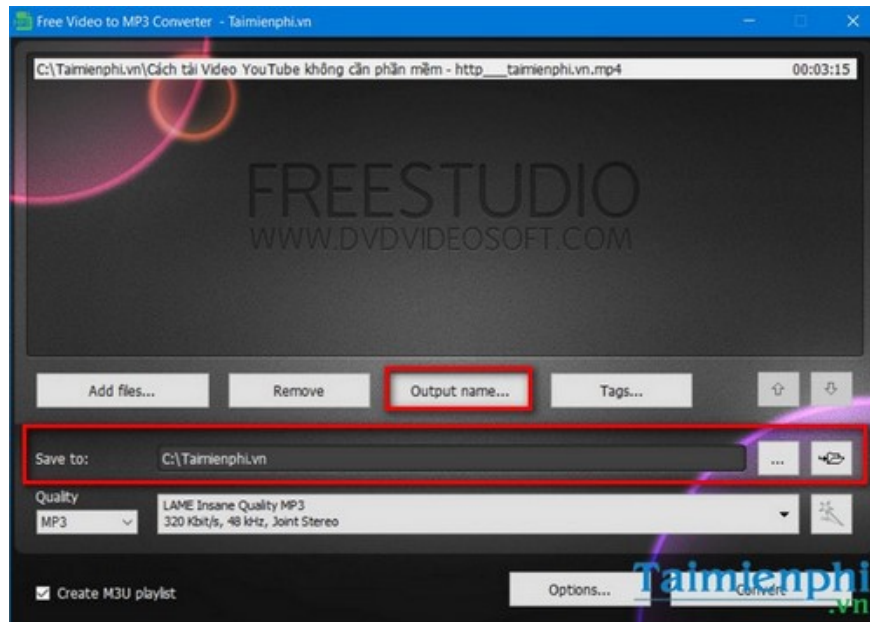 Free Video to MP3 Converter - Taimienphi.vn
C:\Taimienphi.vn\Cách tải Video YouTube không cần phần mềm - http___taimienphi.vn.mp4 00:03:15
FREESTUDIO
WWW.DVDVIDEOSOFT.COM
Add files... Remove Output name... Tags...
Save to: C:\Taimienphi.vn ...
Quality
MP3
LAME Insane Quality MP3
320 Kbit/s, 48 kHz, Joint Stereo
Create M3U playlist
Options... Convert
Taimienphi
.vn